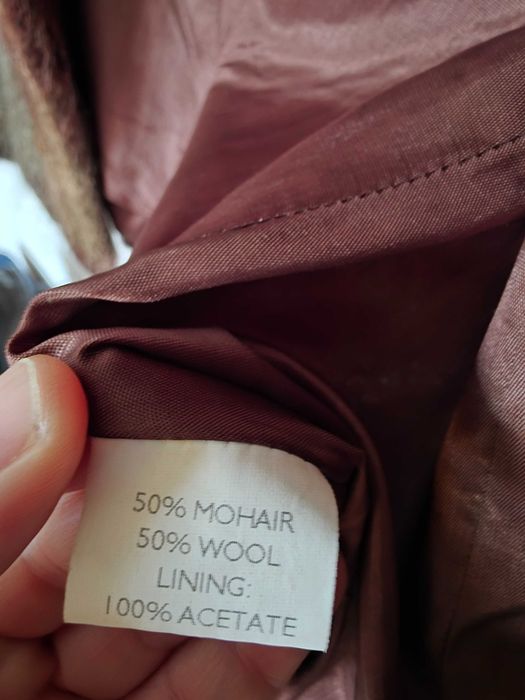 50% MOHAIR
50% WOOL
LINING:
100% ACETATE